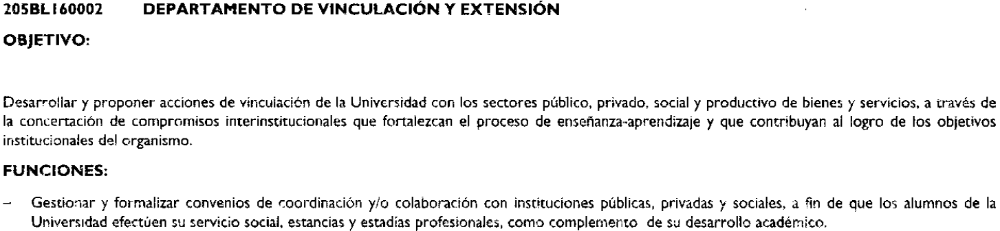 205BL160002 DEPARTAMENTO DE VINCULACIÓN Y EXTENSIÓN
OBJETIVO:
Desarrollar y proponer acciones de vinculación de la Universidad con los sectores público, privado, social y productivo de bienes y servicios, a través de
la concertación de compromisos interinstitucionales que fortalezcan el proceso de enseñanza-aprendizaje y que contribuyan al logro de los objetivos
institucionales del organismo.
FUNCIONES:
– Gestionar y formalizar convenios de coordinación y/o colaboración con instituciones públicas, privadas y sociales, a fin de que los alumnos de la
Universidad efectúen su servicio social, estancias y estadías profesionales, como complemento de su desarrollo académico.